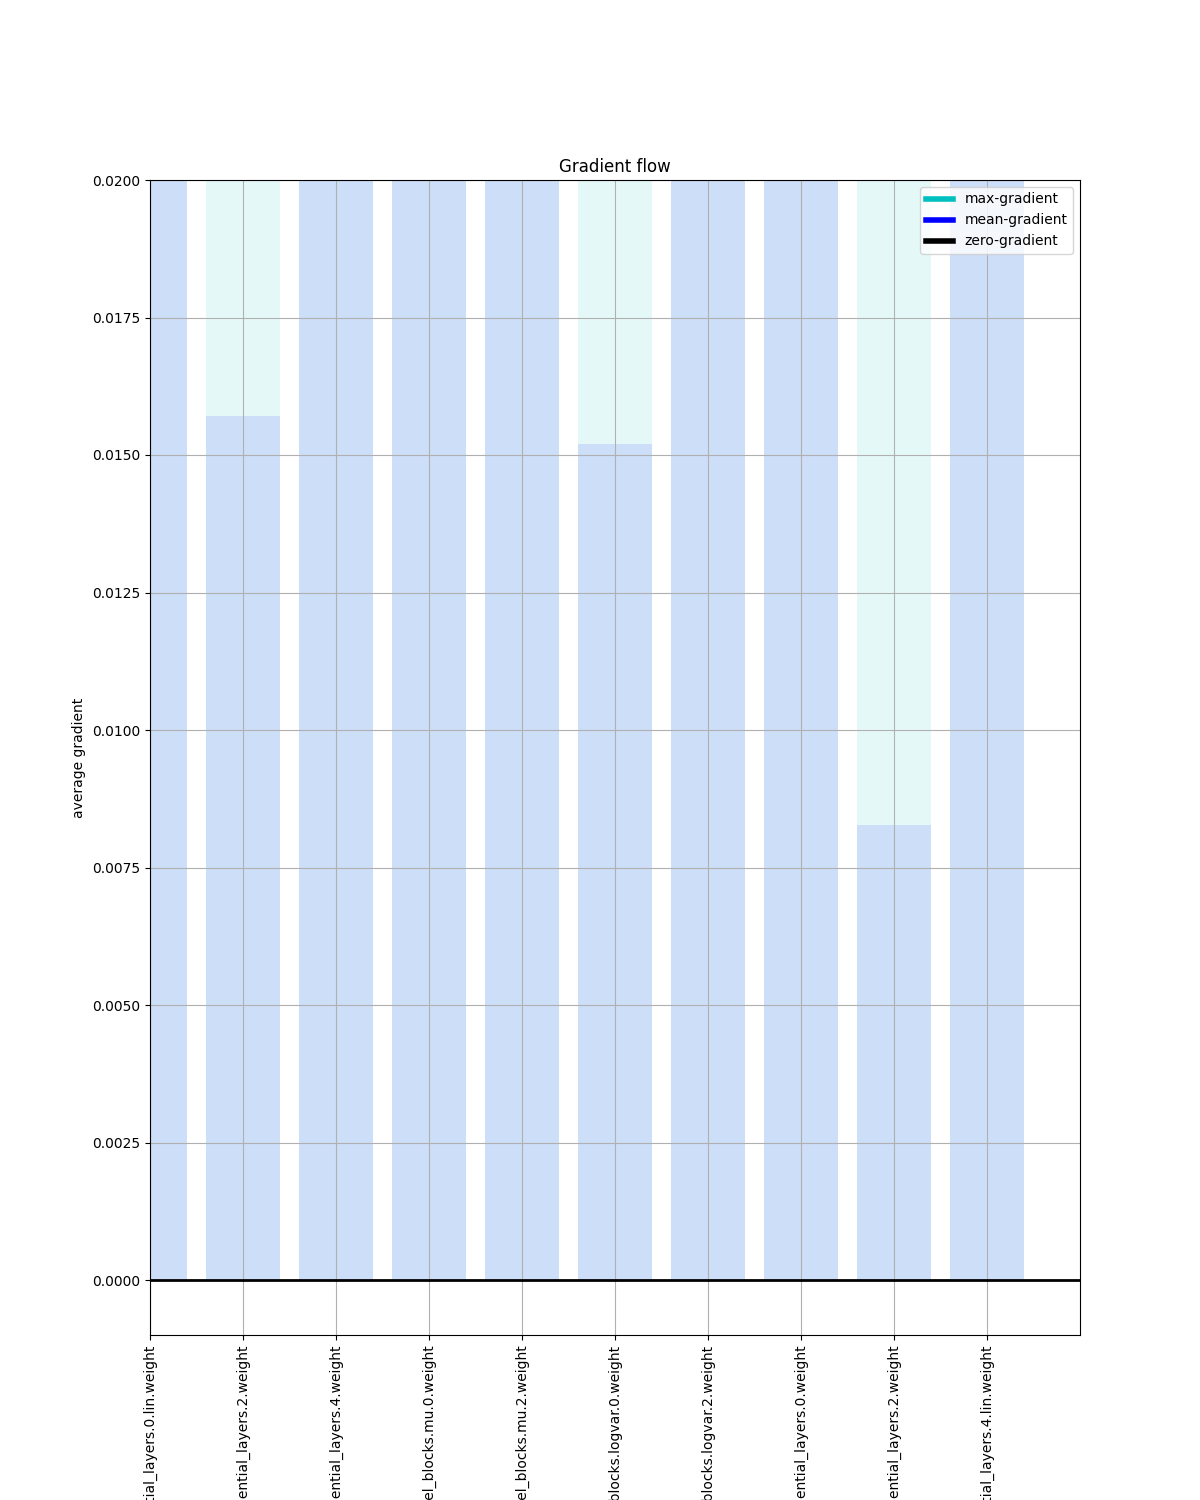 Gradient flow
max-gradient
mean-gradient
zero-gradient
0.0200
0.0175
0.0150
0.0125
0.0100
0.0075
0.0050
0.0025
0.0000
average gradient
tial_layers.0.lin.weight
ential_layers.2.weight
ential_layers.4.weight
el_blocks.mu.0.weight
el_blocks.mu.2.weight
blocks.logvar.0.weight
blocks.logvar.2.weight
ential_layers.0.weight
ential_layers.2.weight
tial_layers.4.lin.weight